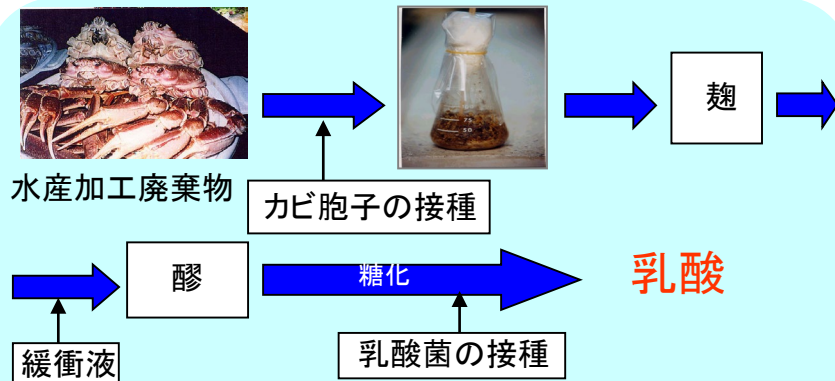 麹
水産加工廃棄物
カビ胞子の接種
醪
糖化
乳酸
緩衝液
乳酸菌の接種